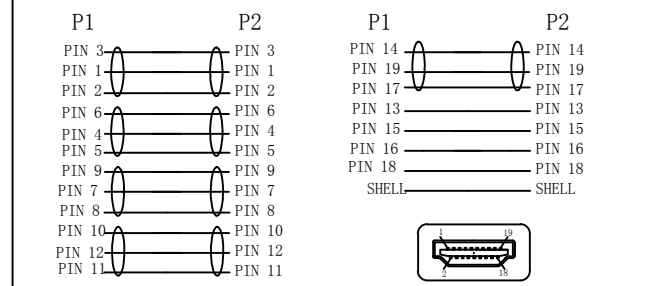 P1 P2
PIN 3 PIN 3
PIN 1 PIN 1
PIN 2 PIN 2
PIN 6 PIN 6
PIN 4 PIN 4
PIN 5 PIN 5
PIN 9 PIN 9
PIN 7 PIN 7
PIN 8 PIN 8
PIN 10 PIN 10
PIN 12 PIN 12
PIN 11 PIN 11
P1 P2
PIN 14 PIN 14
PIN 19 PIN 19
PIN 17 PIN 17
PIN 13 PIN 13
PIN 15 PIN 15
PIN 16 PIN 16
PIN 18 PIN 18
SHELL SHELL
1 19
2 18